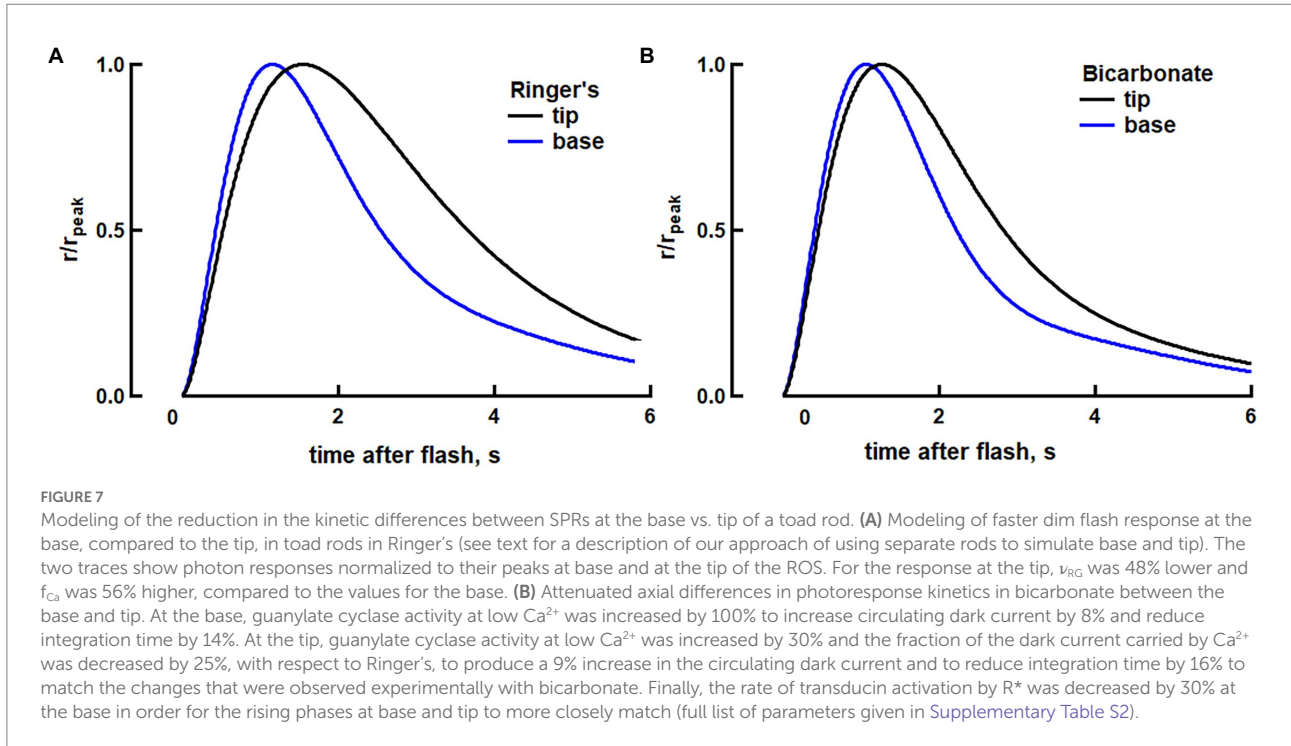 A
1.0
0.5
0.0
r/rpeak
Ringer's
tip
base
0
2
4
6
time after flash, s
B
1.0
0.5
0.0
r/rpeak
Bicarbonate
tip
base
0
2
4
6
time after flash, s
FIGURE 7
Modeling of the reduction in the kinetic differences between SPRs at the base vs. tip of a toad rod. (A) Modeling of faster dim flash response at the
base, compared to the tip, in toad rods in Ringer's (see text for a description of our approach of using separate rods to simulate base and tip). The
two traces show photon responses normalized to their peaks at base and at the tip of the ROS. For the response at the tip, νRG was 48% lower and
fCa was 56% higher, compared to the values for the base. (B) Attenuated axial differences in photoresponse kinetics in bicarbonate between the
base and tip. At the base, guanylate cyclase activity at low Ca²⁺ was increased by 100% to increase circulating dark current by 8% and reduce
integration time by 14%. At the tip, guanylate cyclase activity at low Ca²⁺ was increased by 30% and the fraction of the dark current carried by Ca²⁺
was decreased by 25%, with respect to Ringer's, to produce a 9% increase in the circulating dark current and to reduce integration time by 16% to
match the changes that were observed experimentally with bicarbonate. Finally, the rate of transducin activation by R* was decreased by 30% at
the base in order for the rising phases at base and tip to more closely match (full list of parameters given in Supplementary Table S2).